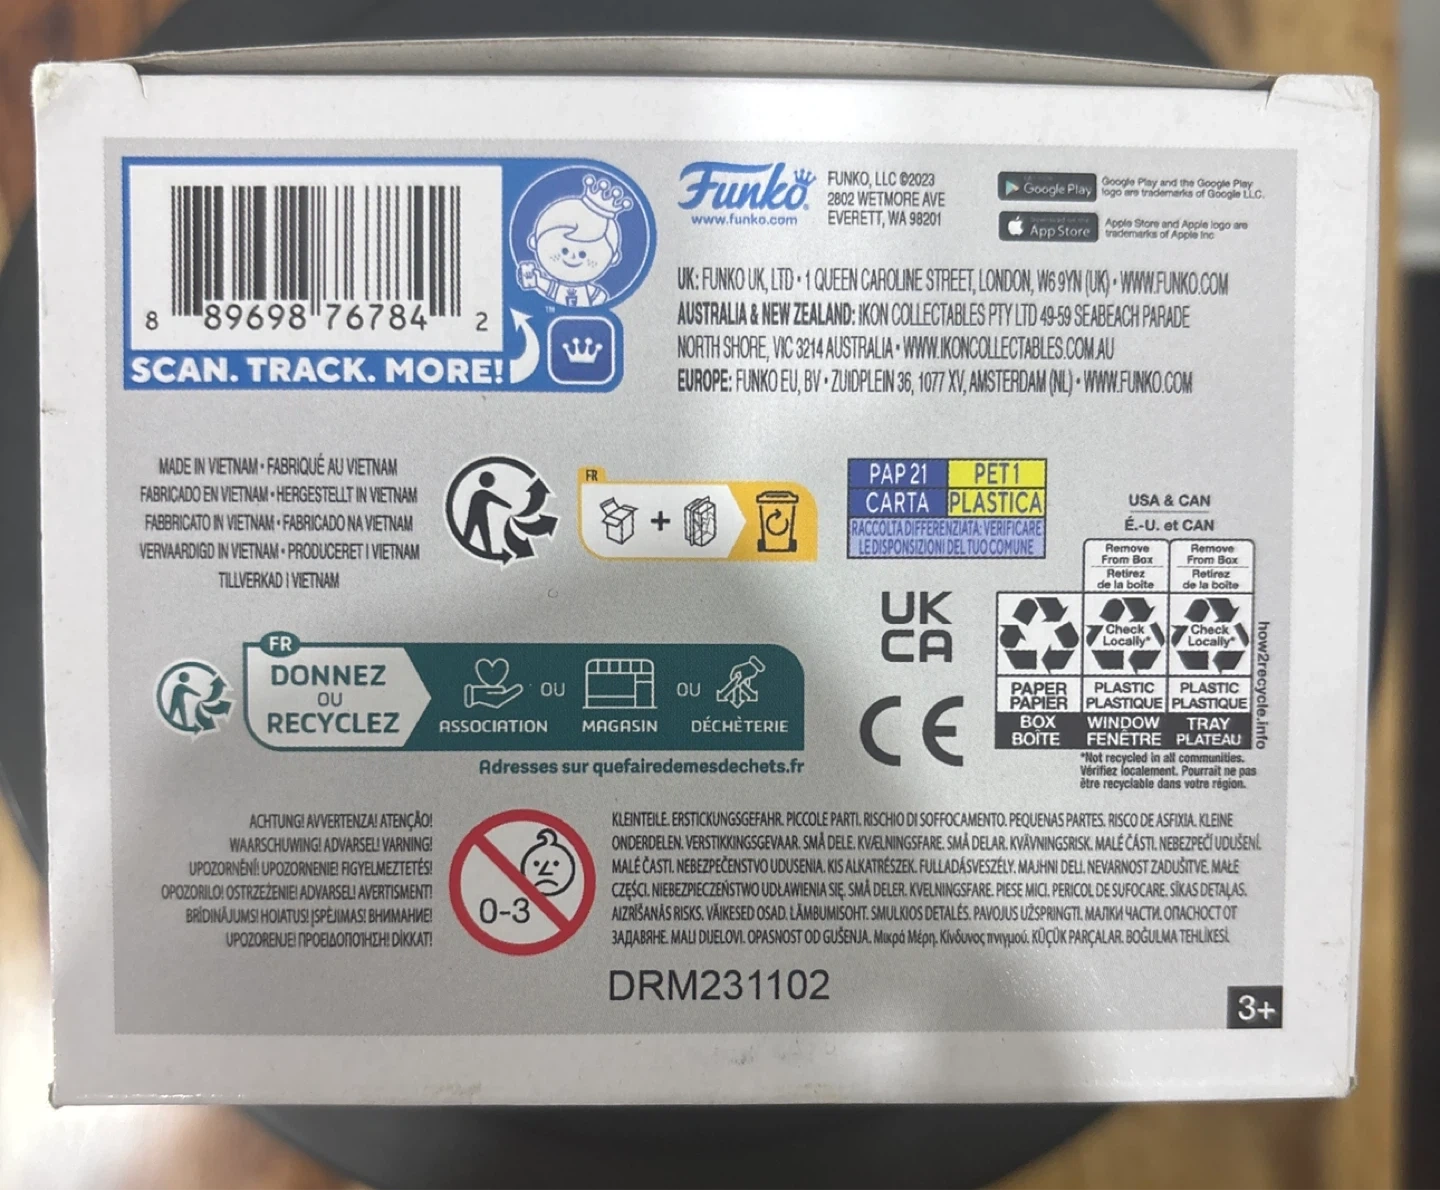 8 89698 76784 2
SCAN. TRACK. MORE!
Funko
www.funko.com
FUNKO, LLC ©2023
2802 WETMORE AVE
EVERETT, WA 98201
Google Play
Google Play and the Google Play
logo are trademarks of Google LLC.
App Store
Apple Store and Apple logo are
trademarks of Apple Inc
UK: FUNKO UK, LTD • 1 QUEEN CAROLINE STREET, LONDON, W6 9YN (UK) • WWW.FUNKO.COM
AUSTRALIA & NEW ZEALAND: IKON COLLECTABLES PTY LTD 49-59 SEABEACH PARADE
NORTH SHORE, VIC 3214 AUSTRALIA • WWW.IKONCOLLECTABLES.COM.AU
EUROPE: FUNKO EU, BV • ZUIDPLEIN 36, 1077 XV, AMSTERDAM (NL) • WWW.FUNKO.COM
MADE IN VIETNAM • FABRIQUÉ AU VIETNAM
FABRICADO EN VIETNAM • HERGESTELLT IN VIETNAM
FABBRICATO IN VIETNAM • FABRICADO NA VIETNAM
VERVAARDIGD IN VIETNAM • PRODUCERET I VIETNAM
TILLVERKAD I VIETNAM
FR
+
PAP 21 PET 1
CARTA PLASTICA
RACCOLTA DIFFERENZIATA: VERIFICARE
LE DISPONSIZIONI DEL TUO COMUNE
UK
CA
CE
USA & CAN
É.-U. et CAN
Remove
From Box
Retirez
de la boîte
Remove
From Box
Retirez
de la boîte
Check
Locally*
Check
Locally*
PAPER
PAPIER
BOX
BOÎTE
PLASTIC
PLASTIQUE
WINDOW
FENÊTRE
PLASTIC
PLASTIQUE
TRAY
PLATEAU
how2recycle.info
*Not recycled in all communities.
Vérifiez localement. Pourrait ne pas
être recyclable dans votre région.
FR
DONNEZ
OU
RECYCLEZ
ASSOCIATION OU MAGASIN OU DÉCHÈTERIE
Adresses sur quefairedemesdechets.fr
ACHTUNG! AVVERTENZA! ATENÇÃO!
WAARSCHUWING! ADVARSEL! VARNING!
UPOZORNĚNÍ! UPOZORNENIE! FIGYELMEZTETÉS!
OPOZORILO! OSTRZEŻENIE! ADVARSEL! AVERTISMENT!
BRĪDINĀJUMS! HOIATUS! ĮSPĖJIMAS! ВНИМАНИЕ!
UPOZORENJE! ΠΡΟΕΙΔΟΠΟΊΗΣΗ! DİKKAT!
0-3
KLEINTEILE. ERSTICKUNGSGEFAHR. PICCOLE PARTI. RISCHIO DI SOFFOCAMENTO. PEQUENAS PARTES. RISCO DE ASFIXIA. KLEINE
ONDERDELEN. VERSTIKKINGSGEVAAR. SMÅ DELE. KVÆLNINGSFARE. SMÅ DELAR. KVÄVNINGSRISK. MALÉ ČÁSTI. NEBEZPEČÍ UDUŠENÍ.
MALÉ ČASTI. NEBEZPEČENSTVO UDUSENIA. KIS ALKATRÉSZEK. FULLADÁSVESZÉLY. MAJHNI DELI. NEVARNOST ZADUŠITVE. MAŁE
CZĘŚCI. NIEBEZPIECZEŃSTWO UDŁAWIENIA SIĘ. SMÅ DELER. KVELNINGSFARE. PIESE MICI. PERICOL DE SUFOCARE. SĪKAS DETAĻAS.
AIZRĪŠANĀS RISKS. VÄIKESED OSAD. LÄMBUMISOHT. SMULKIOS DETALĖS. PAVOJUS UŽSPRINGTI. МАЛКИ ЧАСТИ. ОПАСНОСТ ОТ
ЗАДАВЯНЕ. MALI DIJELOVI. OPASNOST OD GUŠENJA. Μικρά Μέρη. Κίνδυνος πνιγμού. KÜÇÜK PARÇALAR. BOĞULMA TEHLİKESİ.
DRM231102
3+